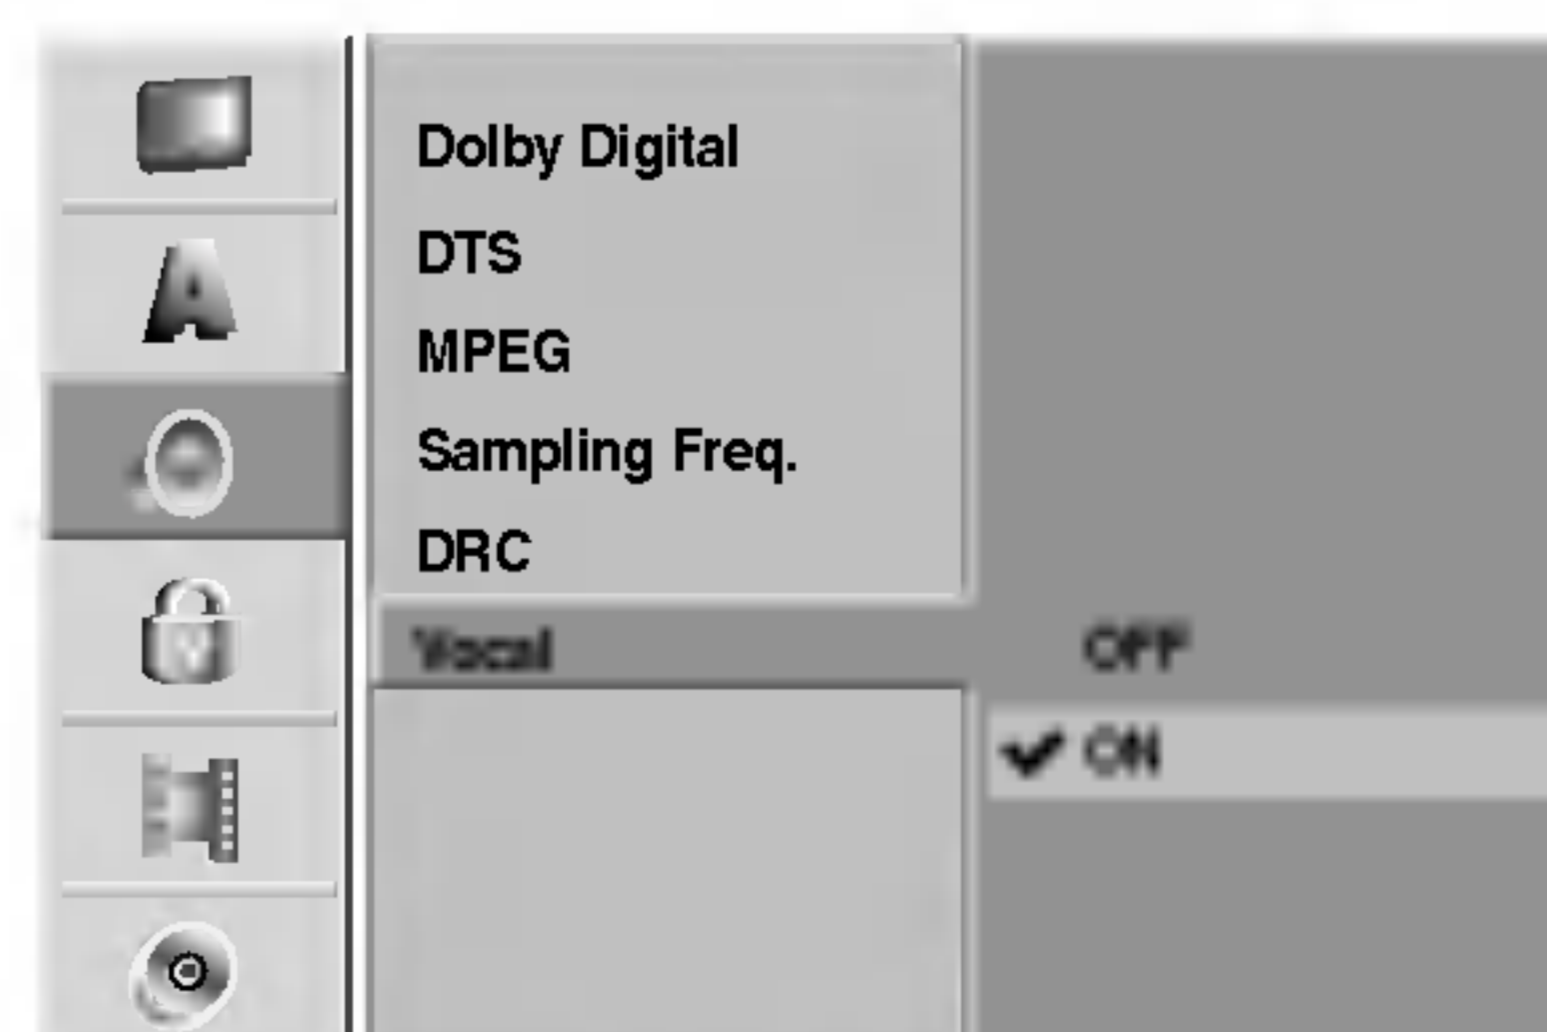 Dolby Digital
DTS
MPEG
Sampling Freq.
DRC
Vocal OFF
ON